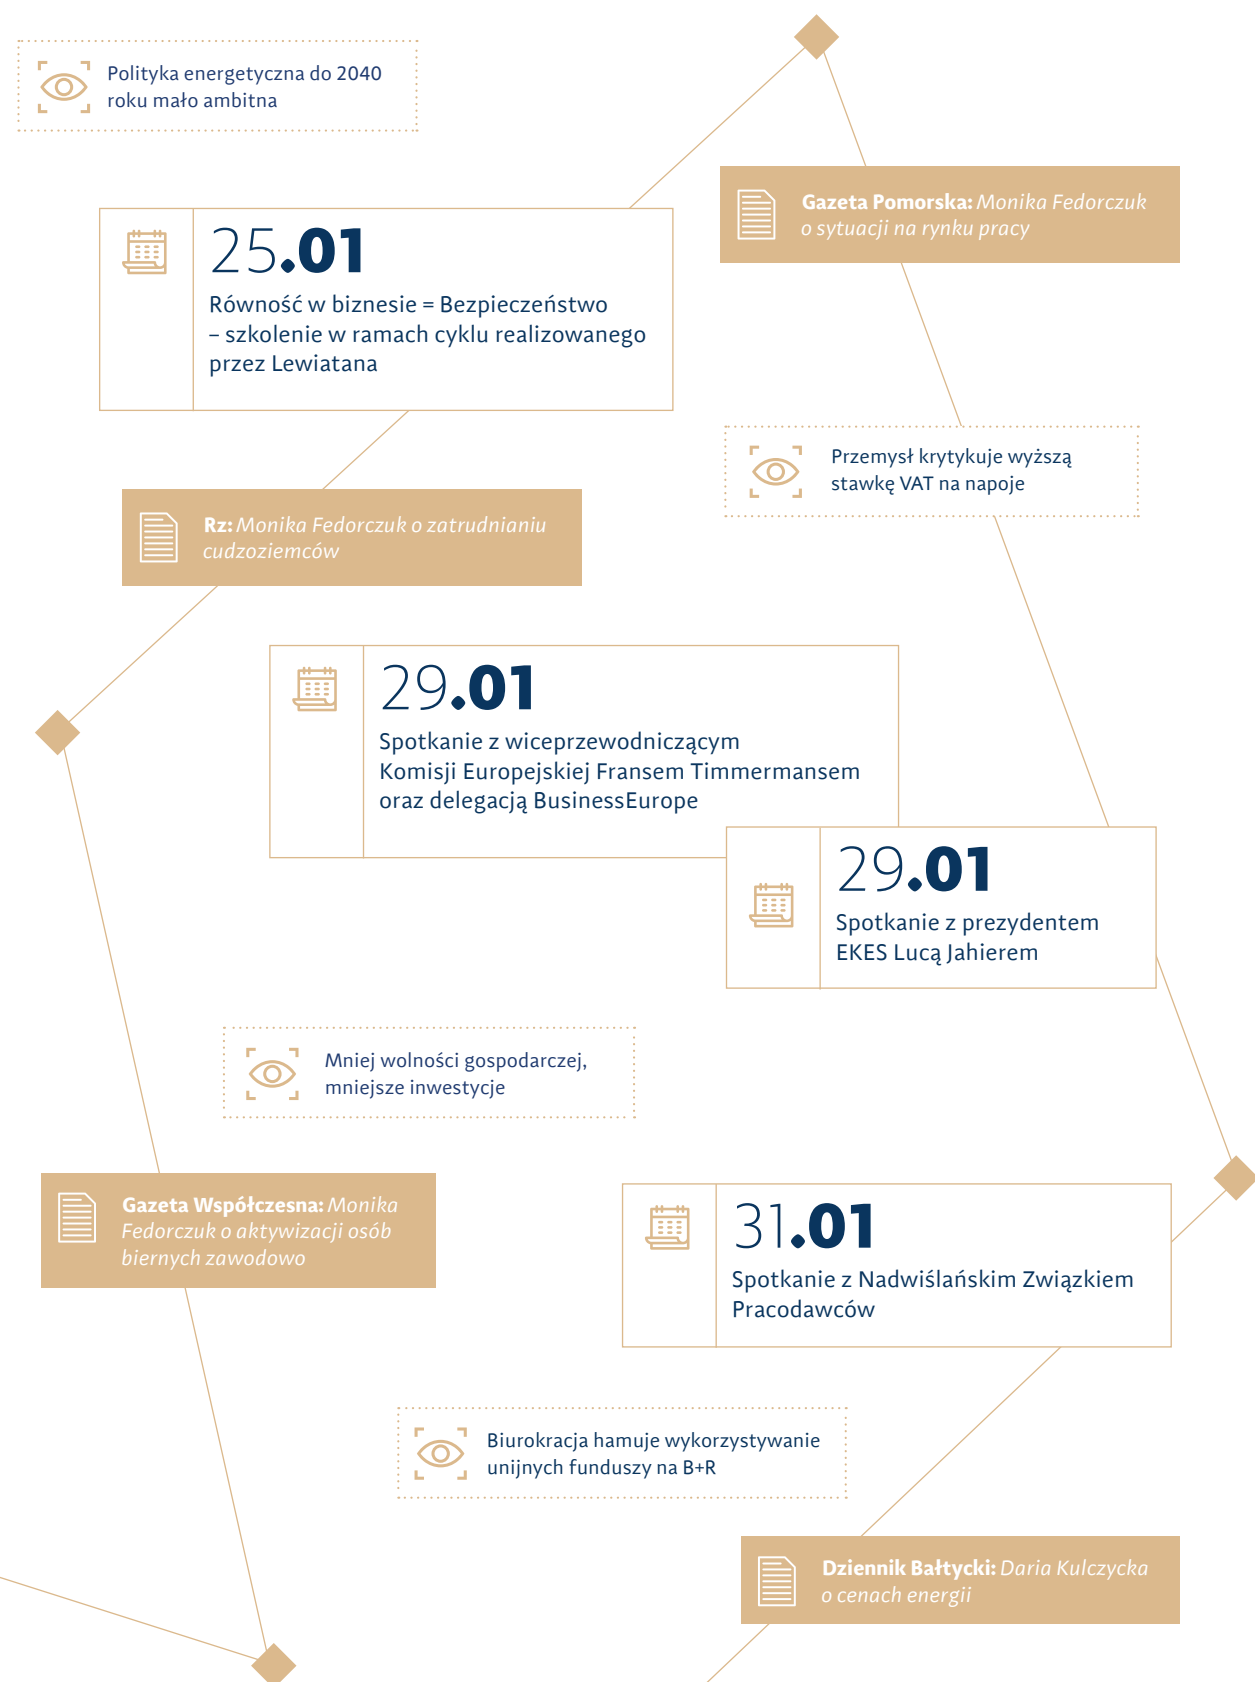 Polityka energetyczna do 2040
roku mało ambitna
Gazeta Pomorska: Monika Fedorczuk
o sytuacji na rynku pracy
25.01
Równość w biznesie = Bezpieczeństwo
– szkolenie w ramach cyklu realizowanego
przez Lewiatana
Przemysł krytykuje wyższą
stawkę VAT na napoje
Rz: Monika Fedorczuk o zatrudnianiu
cudzoziemców
29.01
Spotkanie z wiceprzewodniczącym
Komisji Europejskiej Fransem Timmermansem
oraz delegacją BusinessEurope
29.01
Spotkanie z prezydentem
EKES Lucą Jahierem
Mniej wolności gospodarczej,
mniejsze inwestycje
Gazeta Współczesna: Monika
Fedorczuk o aktywizacji osób
biernych zawodowo
31.01
Spotkanie z Nadwiślańskim Związkiem
Pracodawców
Biurokracja hamuje wykorzystywanie
unijnych funduszy na B+R
Dziennik Bałtycki: Daria Kulczycka
o cenach energii